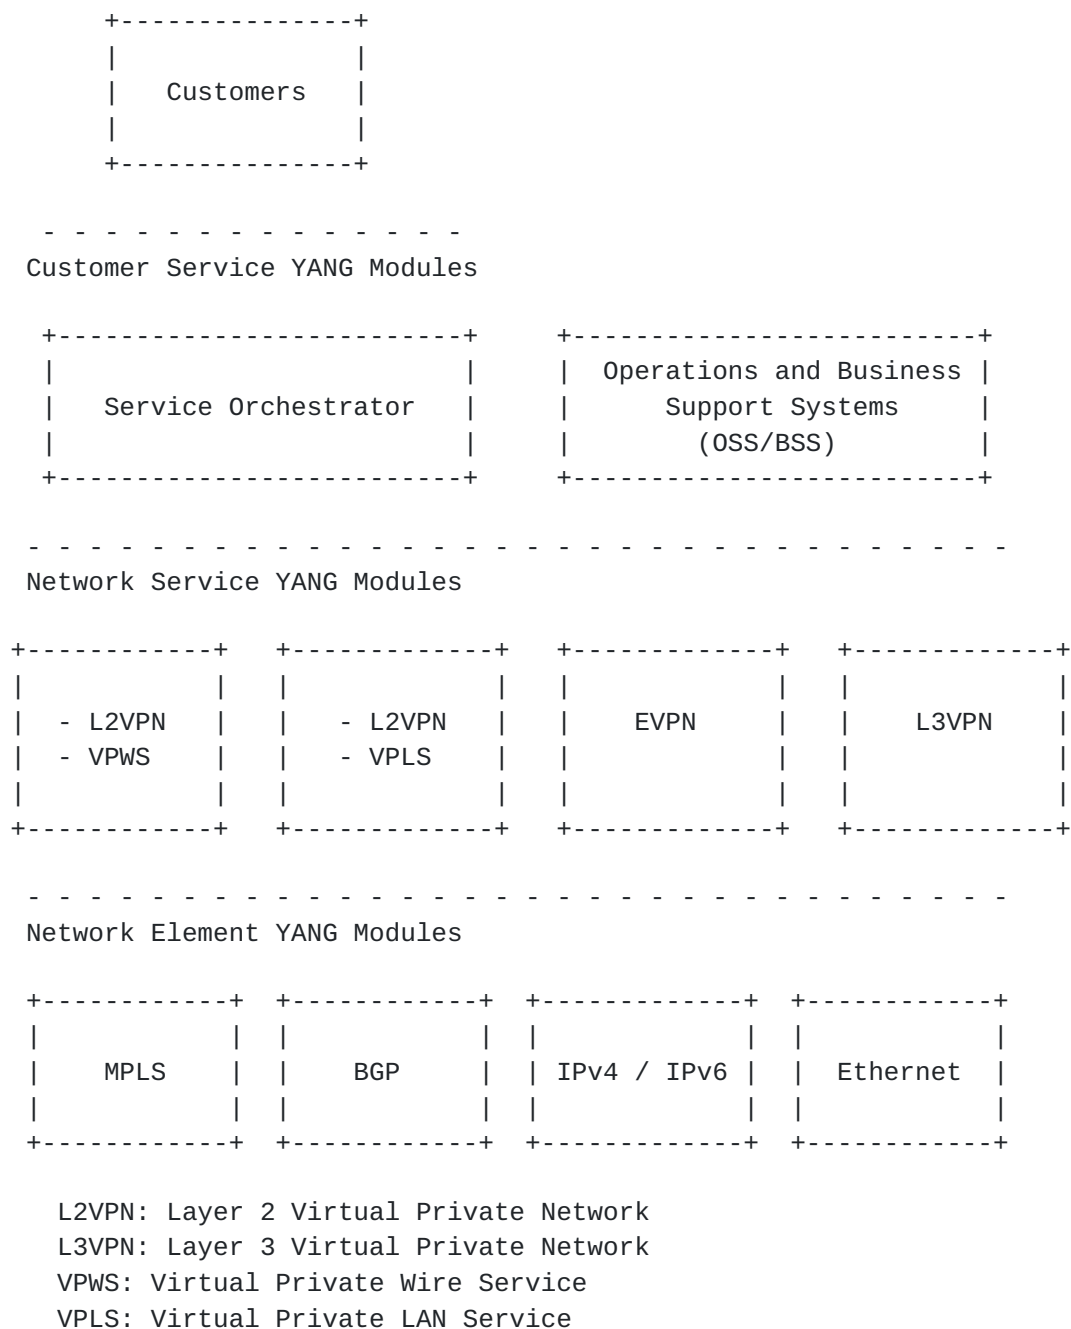 Customers
Customer Service YANG Modules
Service Orchestrator
Operations and Business
Support Systems
(OSS/BSS)
Network Service YANG Modules
- L2VPN
- VPWS
- L2VPN
- VPLS
EVPN
L3VPN
Network Element YANG Modules
MPLS
BGP
IPv4 / IPv6
Ethernet
L2VPN: Layer 2 Virtual Private Network
L3VPN: Layer 3 Virtual Private Network
VPWS: Virtual Private Wire Service
VPLS: Virtual Private LAN Service